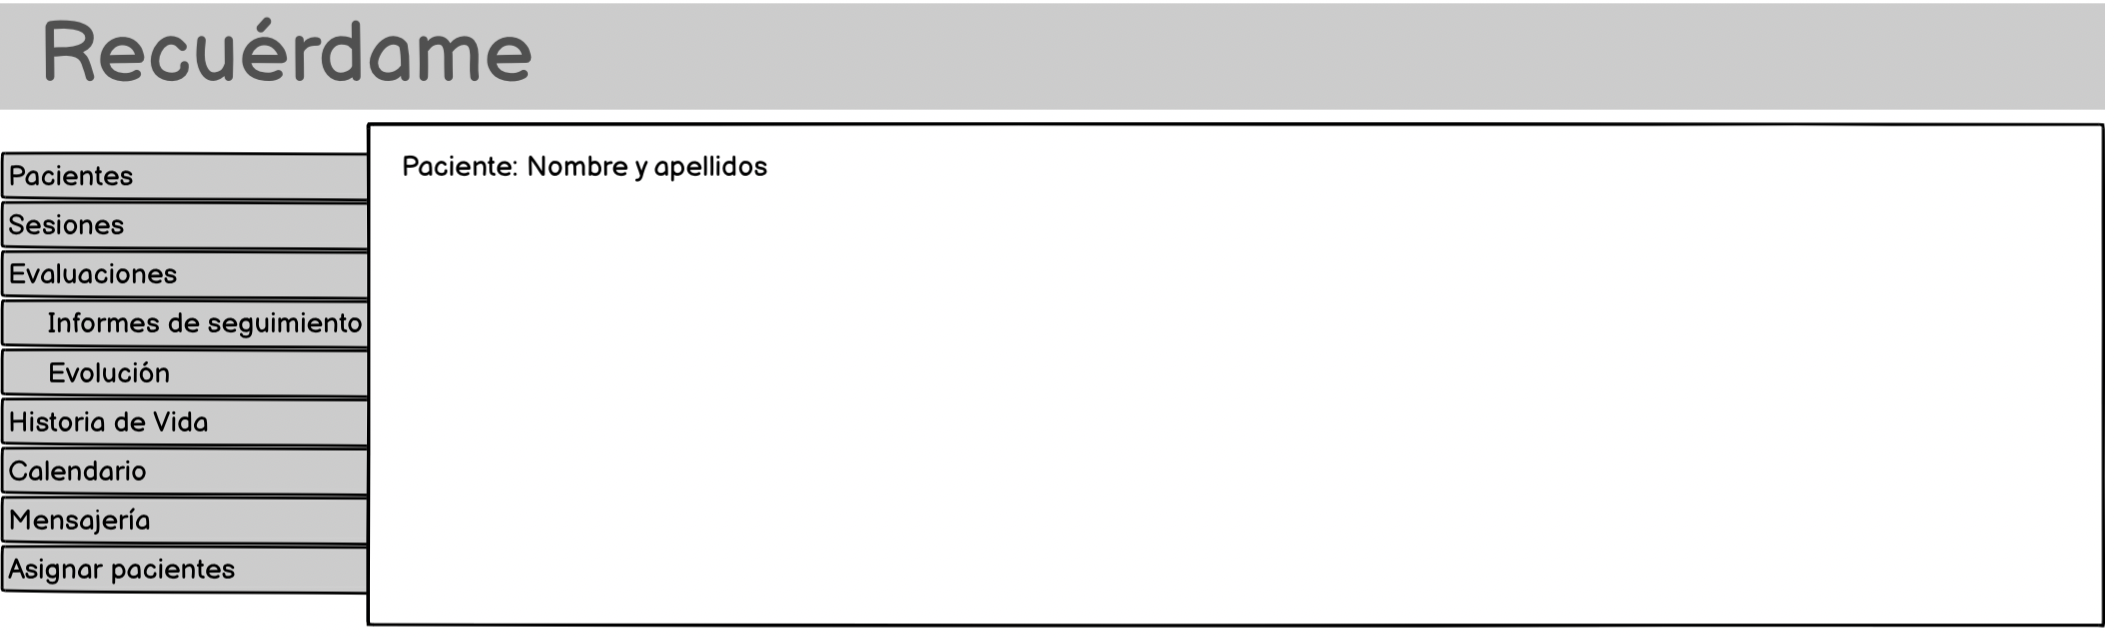 Recuérdame
Paciente: Nombre y apellidos
Pacientes
Sesiones
Evaluaciones
Informes de seguimiento
Evolución
Historia de Vida
Calendario
Mensajería
Asignar pacientes